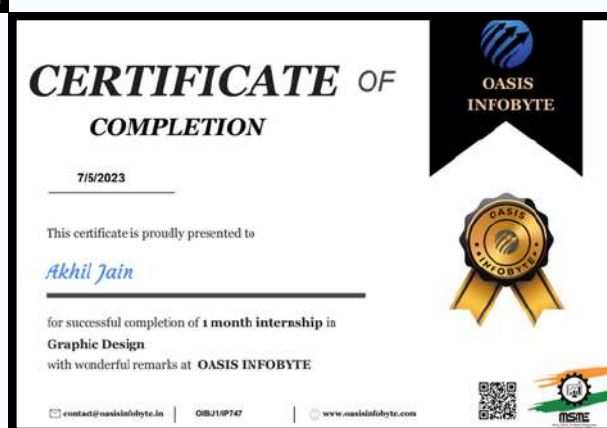 CERTIFICATE OF
COMPLETION
OASIS
INFOBYTE
7/5/2023
This certificate is proudly presented to
Akhil Jain
OASIS
INFOBYTE
for successful completion of 1 month internship in
Graphic Design
with wonderful remarks at OASIS INFOBYTE
contact@oasisinfobyte.in
OIBJ1/IP747
www.oasisinfobyte.com
MSME